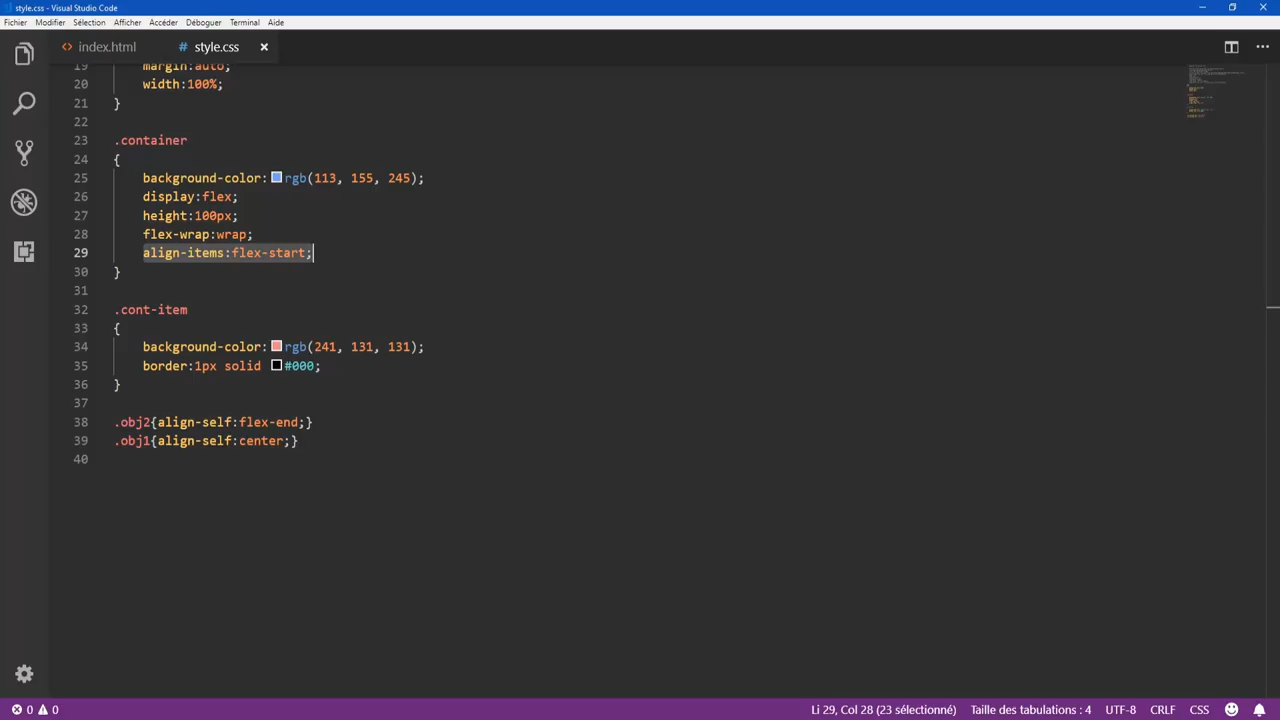 style.css - Visual Studio Code
Fichier Modifier Sélection Afficher Accéder Déboguer Terminal Aide
<> index.html # style.css
19 margin:auto;
20 width:100%;
21 }
22
23 .container
24 {
25 background-color: rgb(113, 155, 245);
26 display:flex;
27 height:100px;
28 flex-wrap:wrap;
29 align-items:flex-start;
30 }
31
32 .cont-item
33 {
34 background-color: rgb(241, 131, 131);
35 border:1px solid #000;
36 }
37
38 .obj2{align-self:flex-end;}
39 .obj1{align-self:center;}
40
0 0 Li 29, Col 28 (23 sélectionné) Taille des tabulations : 4 UTF-8 CRLF CSS